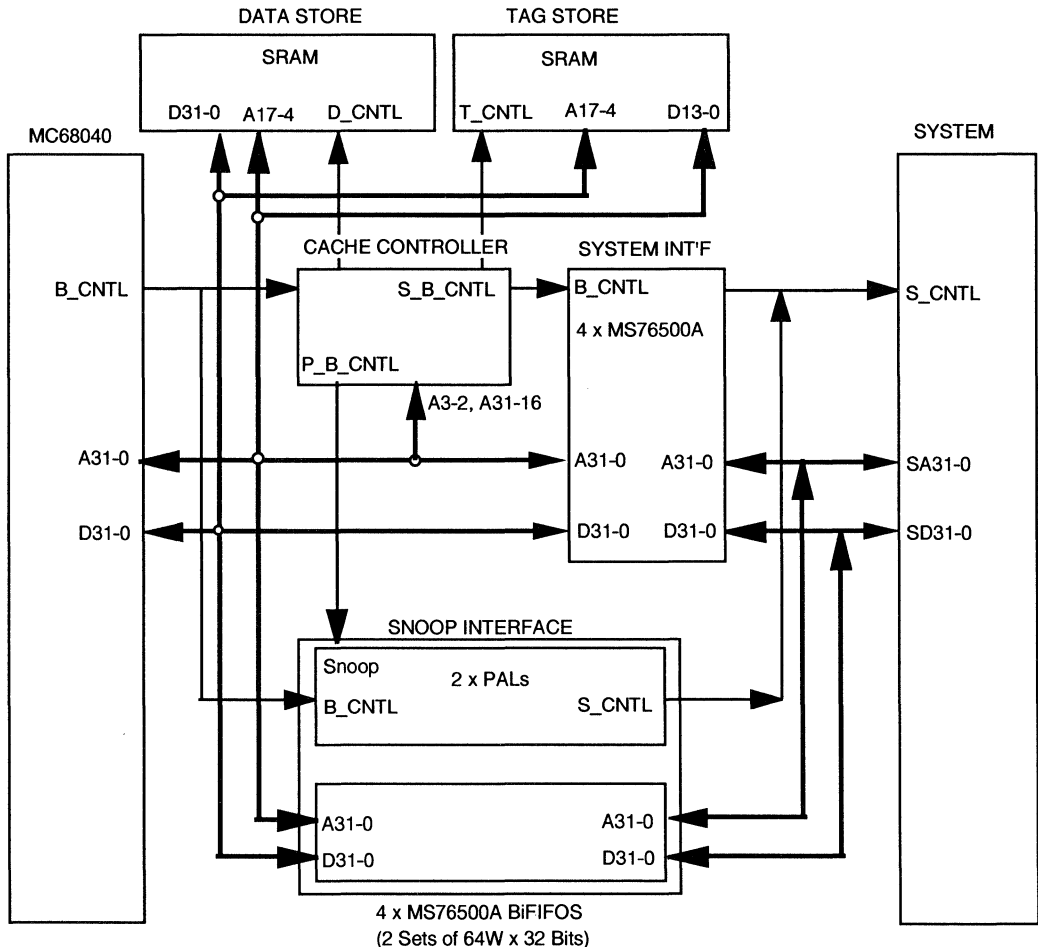 DATA STORE
TAG STORE
SRAM
SRAM
D31-0 A17-4 D_CNTL
T_CNTL A17-4 D13-0
MC68040
SYSTEM
CACHE CONTROLLER
SYSTEM INT'F
B_CNTL
S_B_CNTL
B_CNTL
S_CNTL
4 x MS76500A
P_B_CNTL
A3-2, A31-16
A31-0
A31-0 A31-0
SA31-0
D31-0
D31-0 D31-0
SD31-0
SNOOP INTERFACE
Snoop
2 x PALs
B_CNTL
S_CNTL
A31-0
A31-0
D31-0
D31-0
4 x MS76500A BiFIFOS
(2 Sets of 64W x 32 Bits)